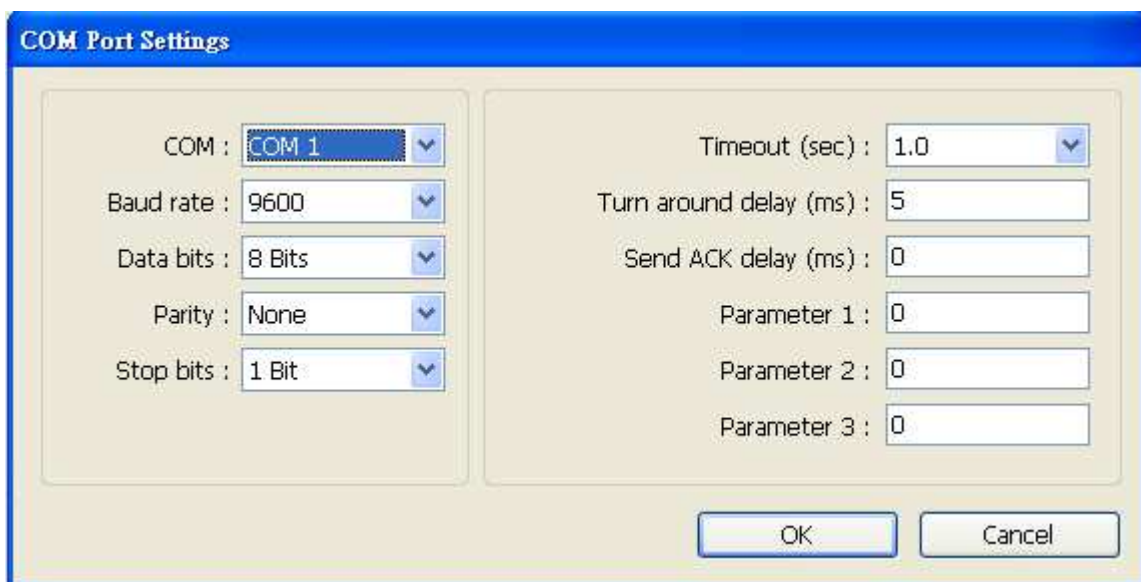 COM Port Settings
COM : COM 1
Baud rate : 9600
Data bits : 8 Bits
Parity : None
Stop bits : 1 Bit
Timeout (sec) : 1.0
Turn around delay (ms) : 5
Send ACK delay (ms) : 0
Parameter 1 : 0
Parameter 2 : 0
Parameter 3 : 0
OK
Cancel